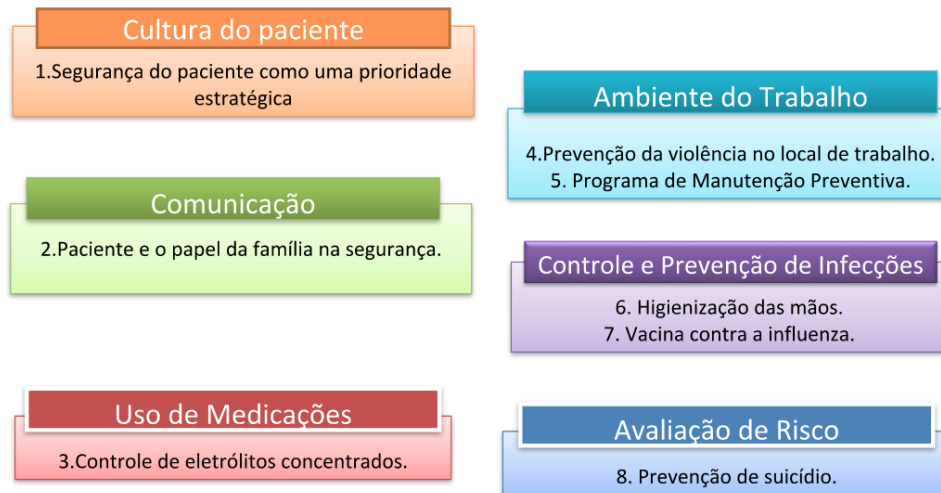 Cultura do paciente
1.Segurança do paciente como uma prioridade
estratégica
Comunicação
2.Paciente e o papel da família na segurança.
Uso de Medicações
3.Controle de eletrólitos concentrados.
Ambiente do Trabalho
4.Prevenção da violência no local de trabalho.
5. Programa de Manutenção Preventiva.
Controle e Prevenção de Infecções
6. Higienização das mãos.
7. Vacina contra a influenza.
Avaliação de Risco
8. Prevenção de suicídio.